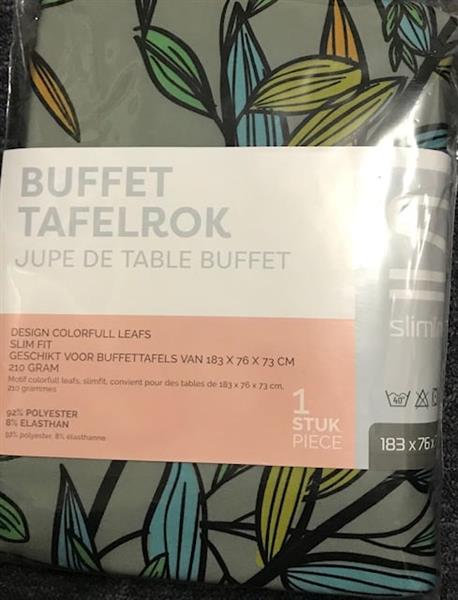 BUFFET
TAFELROK
JUPE DE TABLE BUFFET
DESIGN COLORFULL LEAFS
SLIM FIT
GESCHIKT VOOR BUFFETTAFELS VAN 183 X 76 X 73 CM
210 GRAM
Motif colorfull leafs, slimfit, convient pour des tables de 183 x 76 x 73 cm,
210 grammes
92% POLYESTER
8% ELASTHAN
92% polyester, 8% elasthanne
1
STUK
PIECE
40°
183 x 76 x